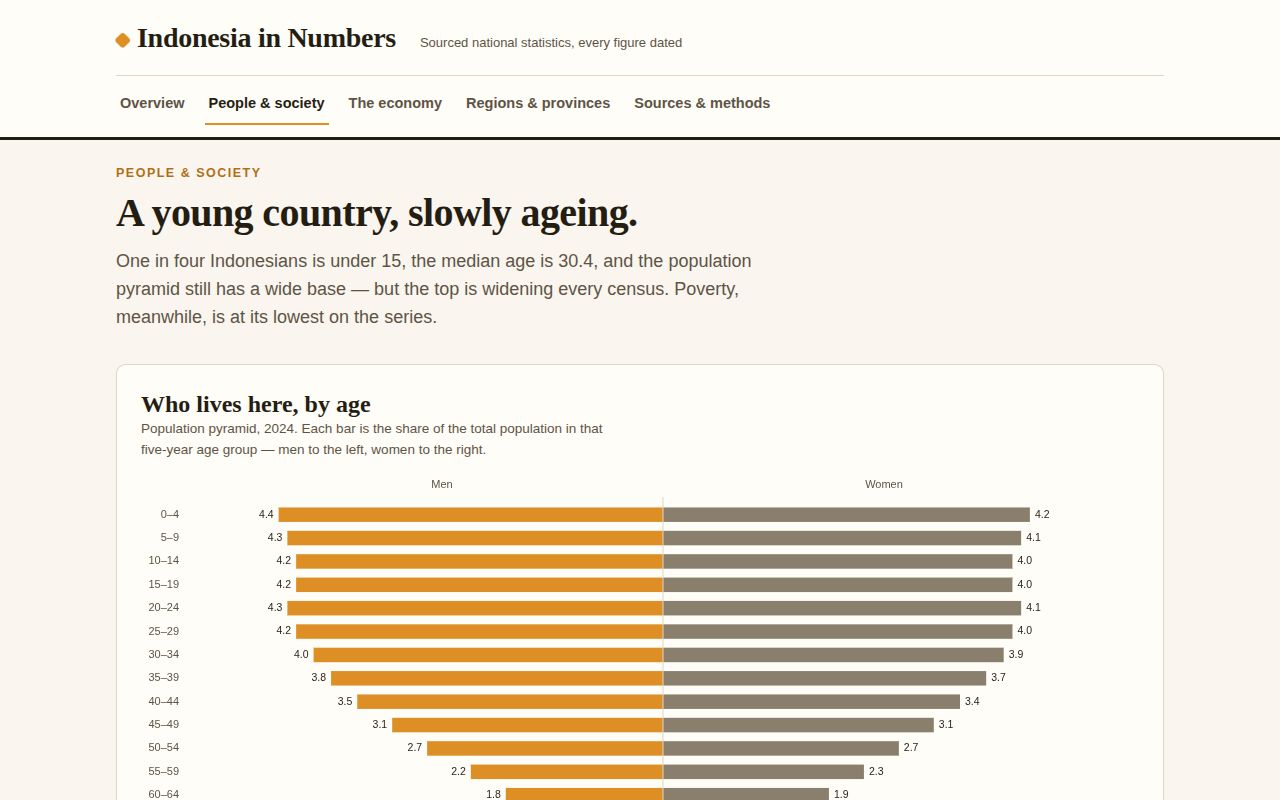 Indonesia in Numbers
Sourced national statistics, every figure dated
Overview People & society The economy Regions & provinces Sources & methods
PEOPLE & SOCIETY
A young country, slowly ageing.
One in four Indonesians is under 15, the median age is 30.4, and the population
pyramid still has a wide base — but the top is widening every census. Poverty,
meanwhile, is at its lowest on the series.
Who lives here, by age
Population pyramid, 2024. Each bar is the share of the total population in that
five-year age group — men to the left, women to the right.
Men Women
0–4 4.4 4.2
5–9 4.3 4.1
10–14 4.2 4.0
15–19 4.2 4.0
20–24 4.3 4.1
25–29 4.2 4.0
30–34 4.0 3.9
35–39 3.8 3.7
40–44 3.5 3.4
45–49 3.1 3.1
50–54 2.7 2.7
55–59 2.2 2.3
60–64 1.8 1.9